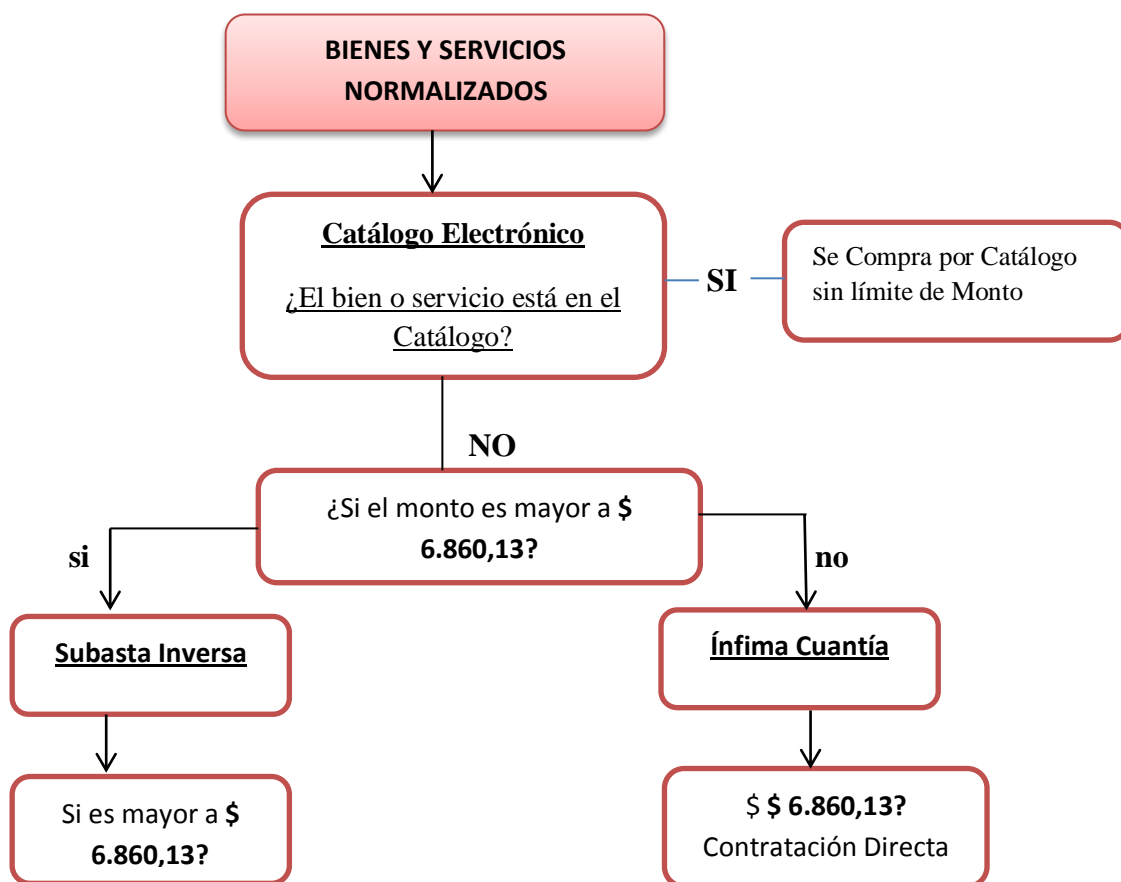 BIENES Y SERVICIOS
NORMALIZADOS
Catálogo Electrónico
¿El bien o servicio está en el
Catálogo?
SI
Se Compra por Catálogo
sin límite de Monto
NO
¿Si el monto es mayor a $
6.860,13?
si
no
Subasta Inversa
Ínfima Cuantía
Si es mayor a $
6.860,13?
$ $ 6.860,13?
Contratación Directa